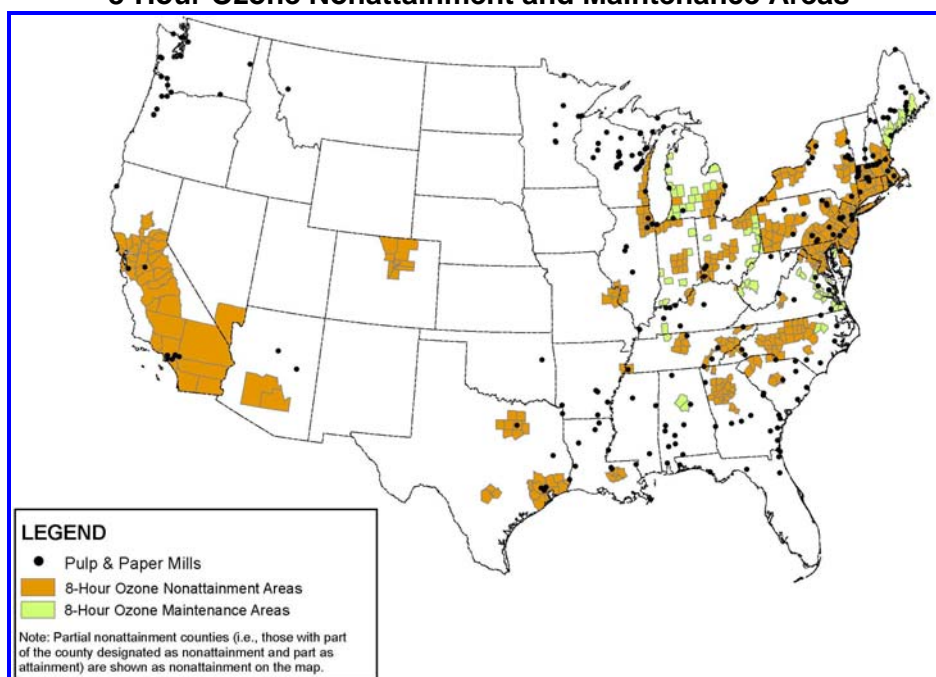 8-Hour Ozone Nonattainment and Maintenance Areas
LEGEND
Pulp & Paper Mills
8-Hour Ozone Nonattainment Areas
8-Hour Ozone Maintenance Areas
Note: Partial nonattainment counties (i.e., those with part
of the county designated as nonattainment and part as
attainment) are shown as nonattainment on the map.